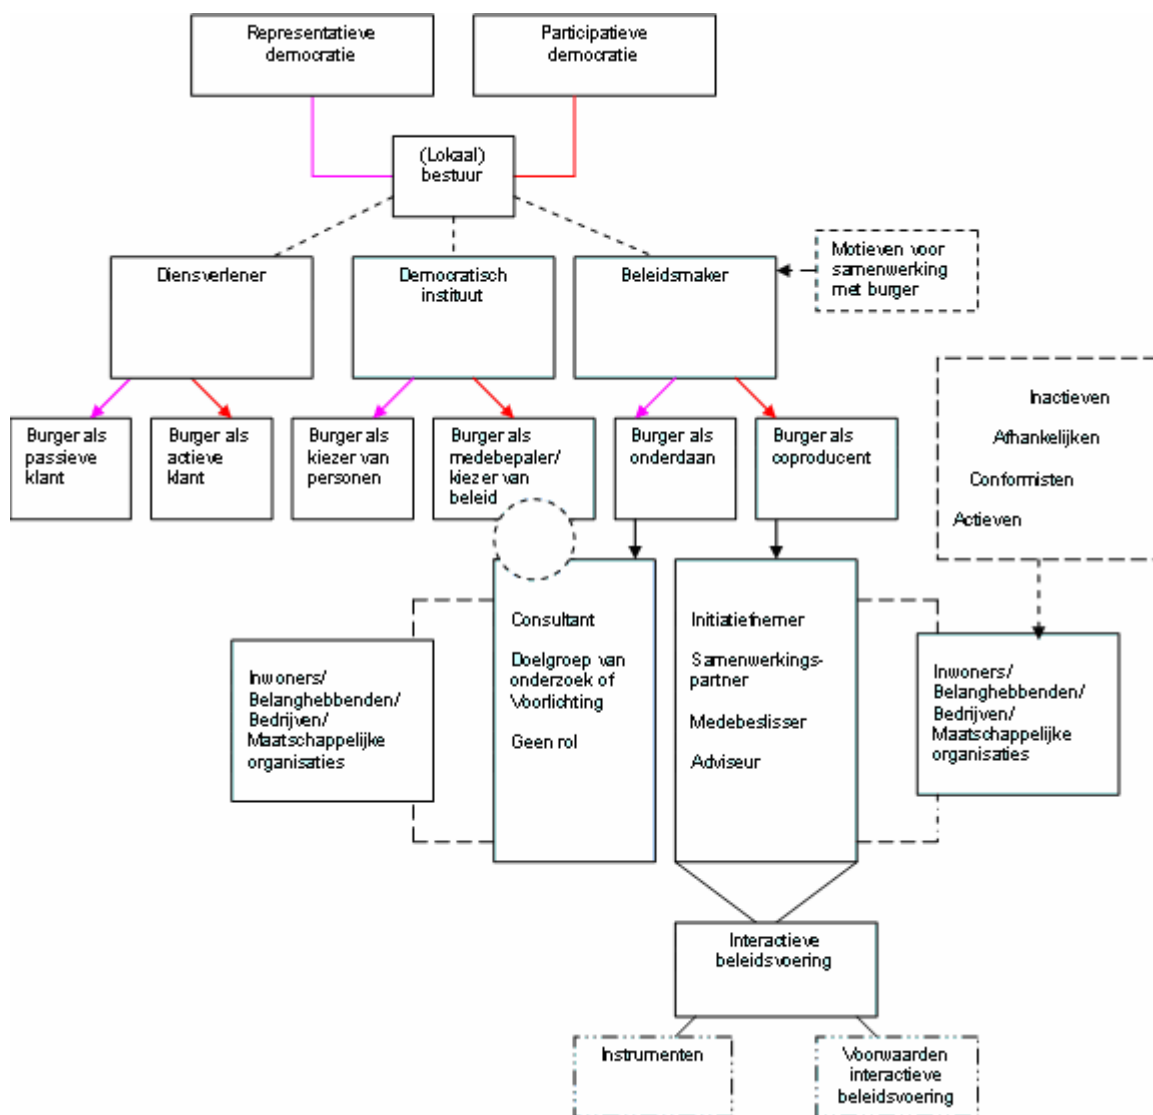 Representatieve
democratie
Participatieve
democratie
(Lokaal)
bestuur
Diensverlener
Democratisch
instituut
Beleidsmaker
Motieven voor
samenwerking
met burger
Inactieven
Afhankelijken
Conformisten
Actieven
Burger als
passieve
klant
Burger als
actieve
klant
Burger als
kiezer van
personen
Burger als
medebepaler/
kiezer van
beleid
Burger als
onderdaan
Burger als
coproducent
Inwoners/
Belanghebbenden/
Bedrijven/
Maatschappelijke
organisaties
Consultant
Doelgroep van
onderzoek of
Voorlichting
Geen rol
Initiatiefnemer
Samenwerkings-
partner
Medebeslisser
Adviseur
Inwoners/
Belanghebbenden/
Bedrijven/
Maatschappelijke
organisaties
Interactieve
beleidsvoering
Instrumenten
Voorwaarden
interactieve
beleidsvoering